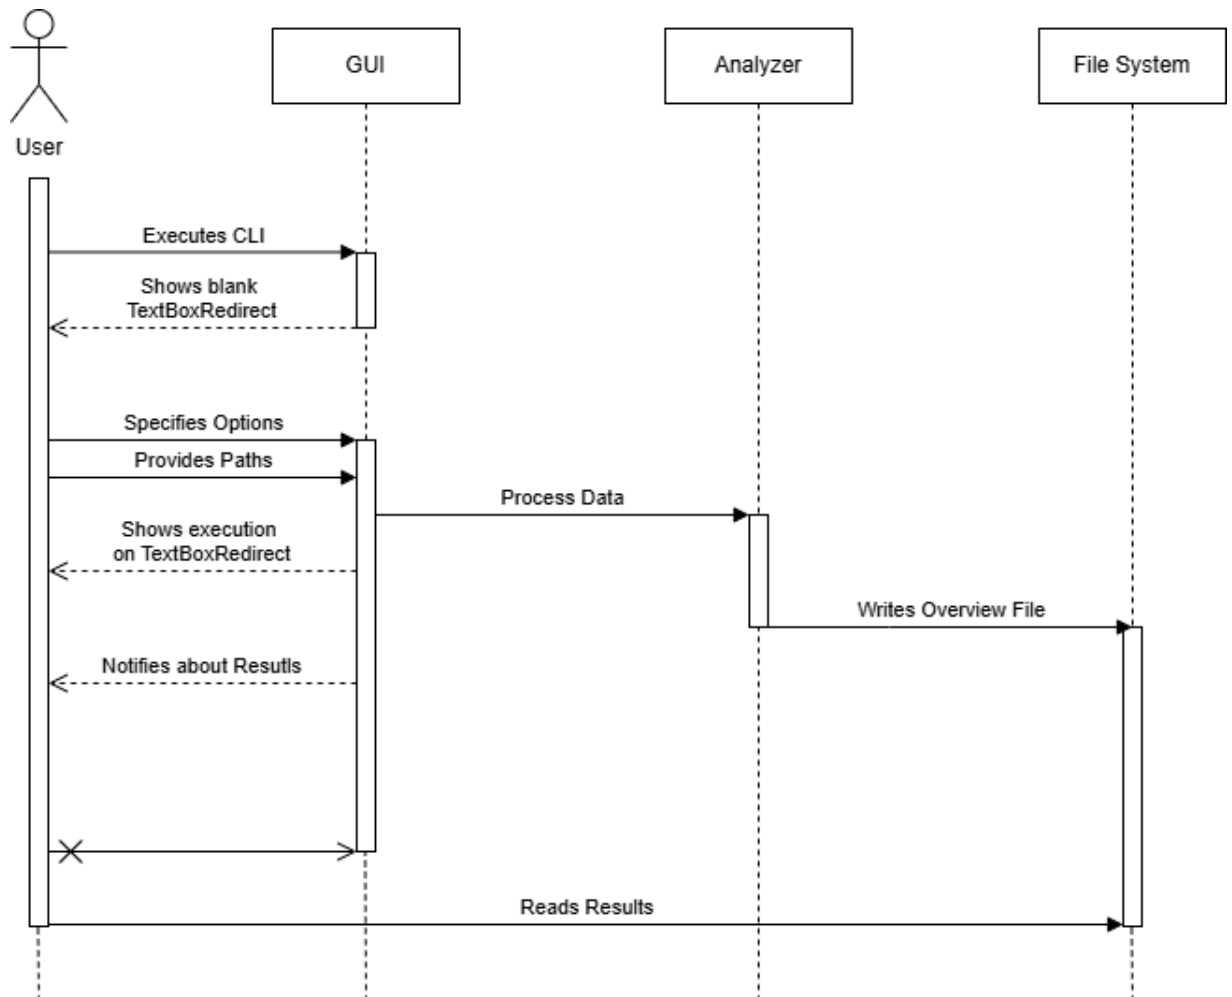 GUI
Analyzer
File System
User
Executes CLI
Shows blank
TextBoxRedirect
Specifies Options
Provides Paths
Process Data
Shows execution
on TextBoxRedirect
Writes Overview File
Notifies about Resutls
Reads Results